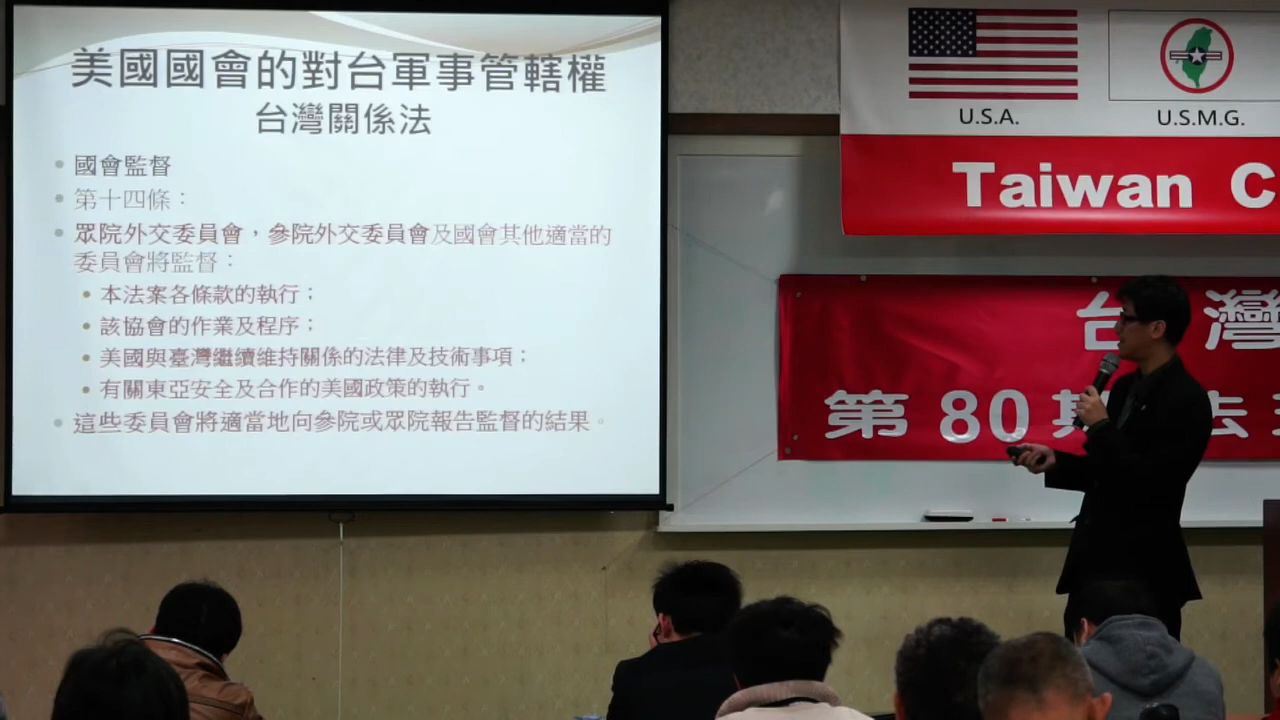 美國國會的對台軍事管轄權
台灣關係法
國會監督
第十四條：
眾院外交委員會，參院外交委員會及國會其他適當的
委員會將監督：
本法案各條款的執行；
該協會的作業及程序；
美國與臺灣繼續維持關係的法律及技術事項；
有關東亞安全及合作的美國政策的執行。
這些委員會將適當地向參院或眾院報告監督的結果。
U.S.A.
U.S.M.G.
Taiwan C
台灣
第80期法